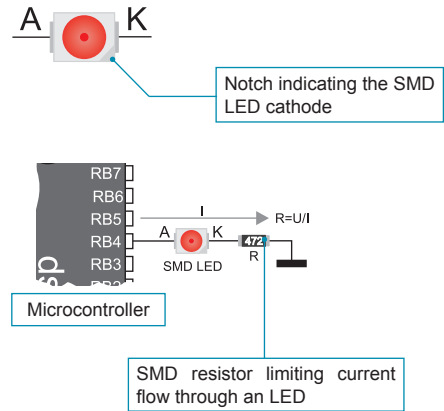 A K
Notch indicating the SMD
LED cathode
RB7
RB6
RB5
I
R=U/I
RB4
A K
472
RB3
SMD LED
R
Microcontroller
SMD resistor limiting current
flow through an LED